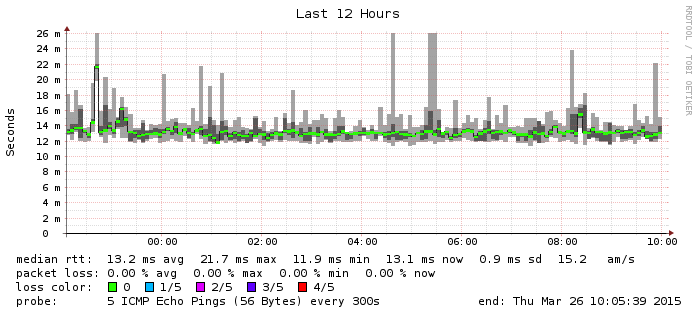 Last 12 Hours
RRDTOOL / TOBI OETIKER
Seconds
26 m
24 m
22 m
20 m
18 m
16 m
14 m
12 m
10 m
8 m
6 m
4 m
2 m
0
00:00 02:00 04:00 06:00 08:00 10:00
median rtt: 13.2 ms avg 21.7 ms max 11.9 ms min 13.1 ms now 0.9 ms sd 15.2 am/s
packet loss: 0.00 % avg 0.00 % max 0.00 % min 0.00 % now
loss color: 0 1/5 2/5 3/5 4/5
probe: 5 ICMP Echo Pings (56 Bytes) every 300s end: Thu Mar 26 10:05:39 2015